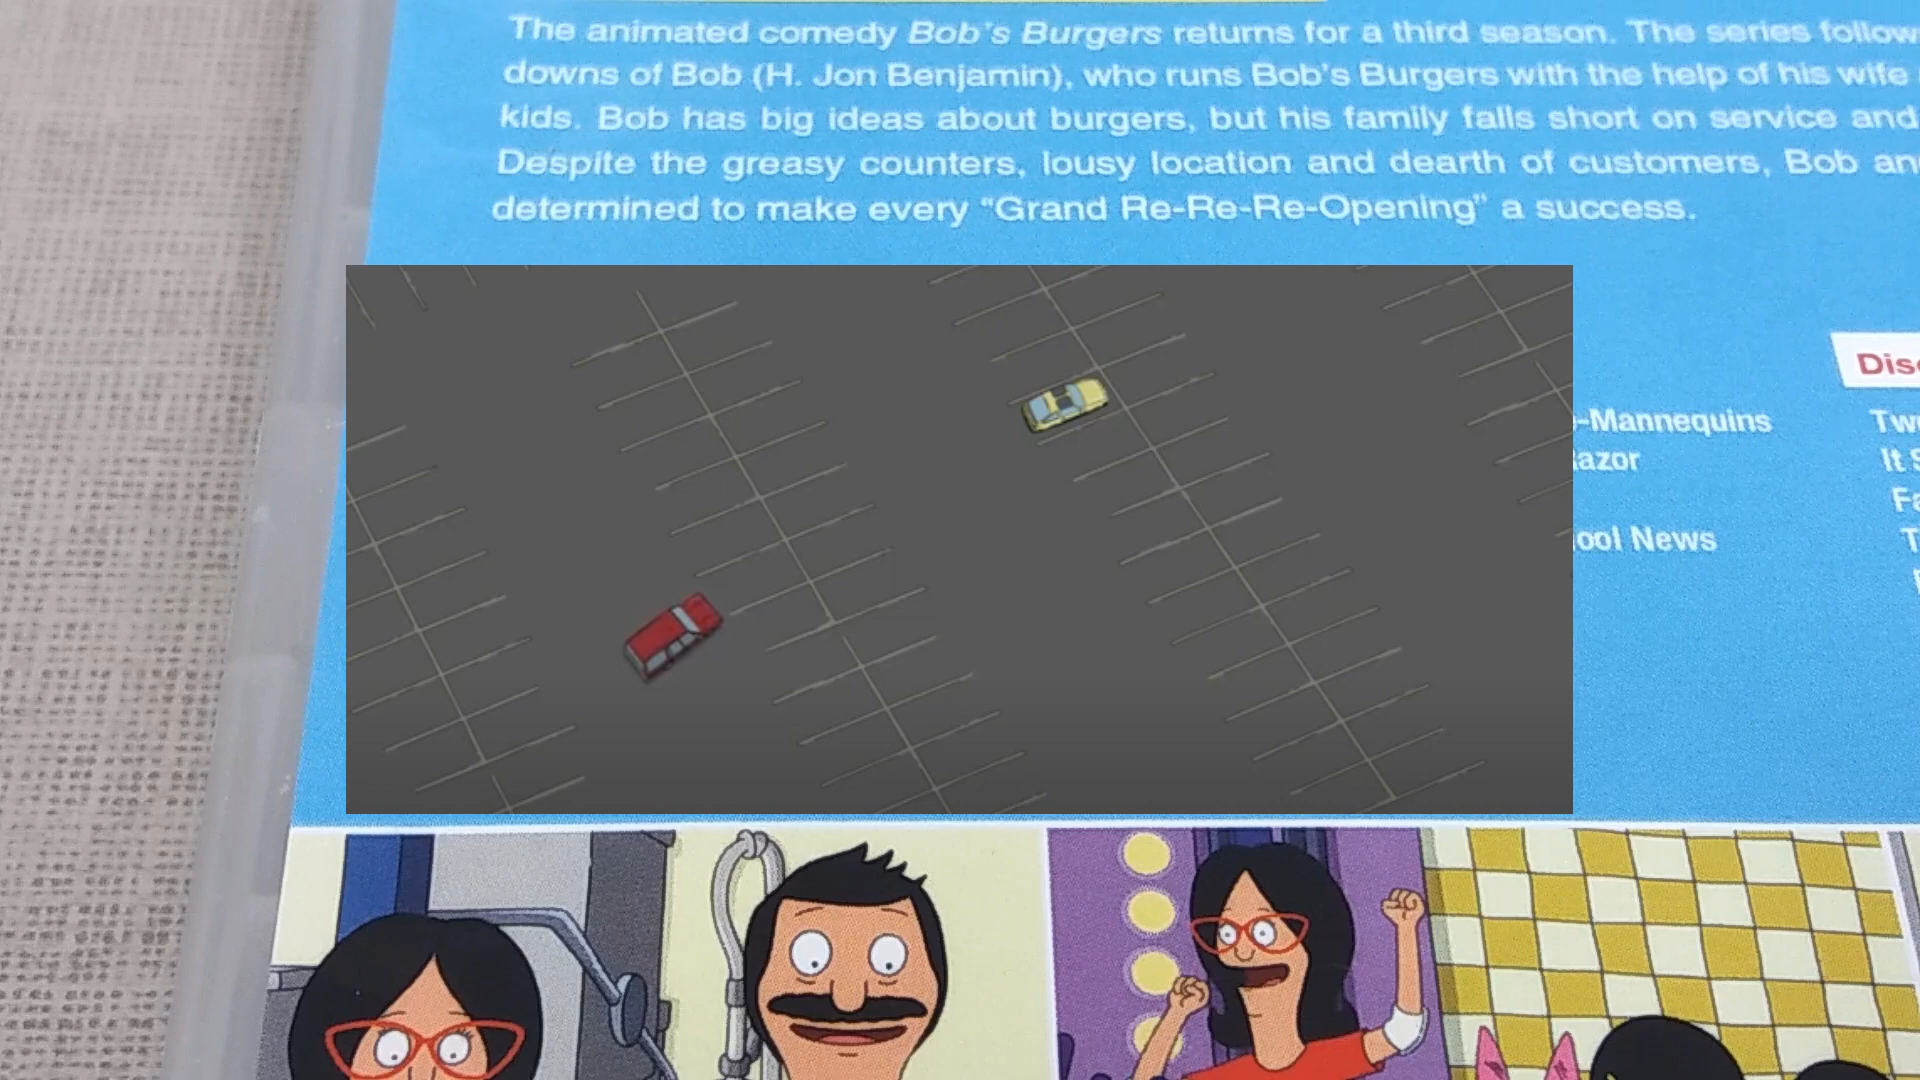 The animated comedy Bob's Burgers returns for a third season. The series follow
downs of Bob (H. Jon Benjamin), who runs Bob's Burgers with the help of his wife
kids. Bob has big ideas about burgers, but his family falls short on service and
Despite the greasy counters, lousy location and dearth of customers, Bob an
determined to make every “Grand Re-Re-Re-Opening” a success.
Disc
-Mannequins
Razor
ool News
Tw
It S
Fa
T